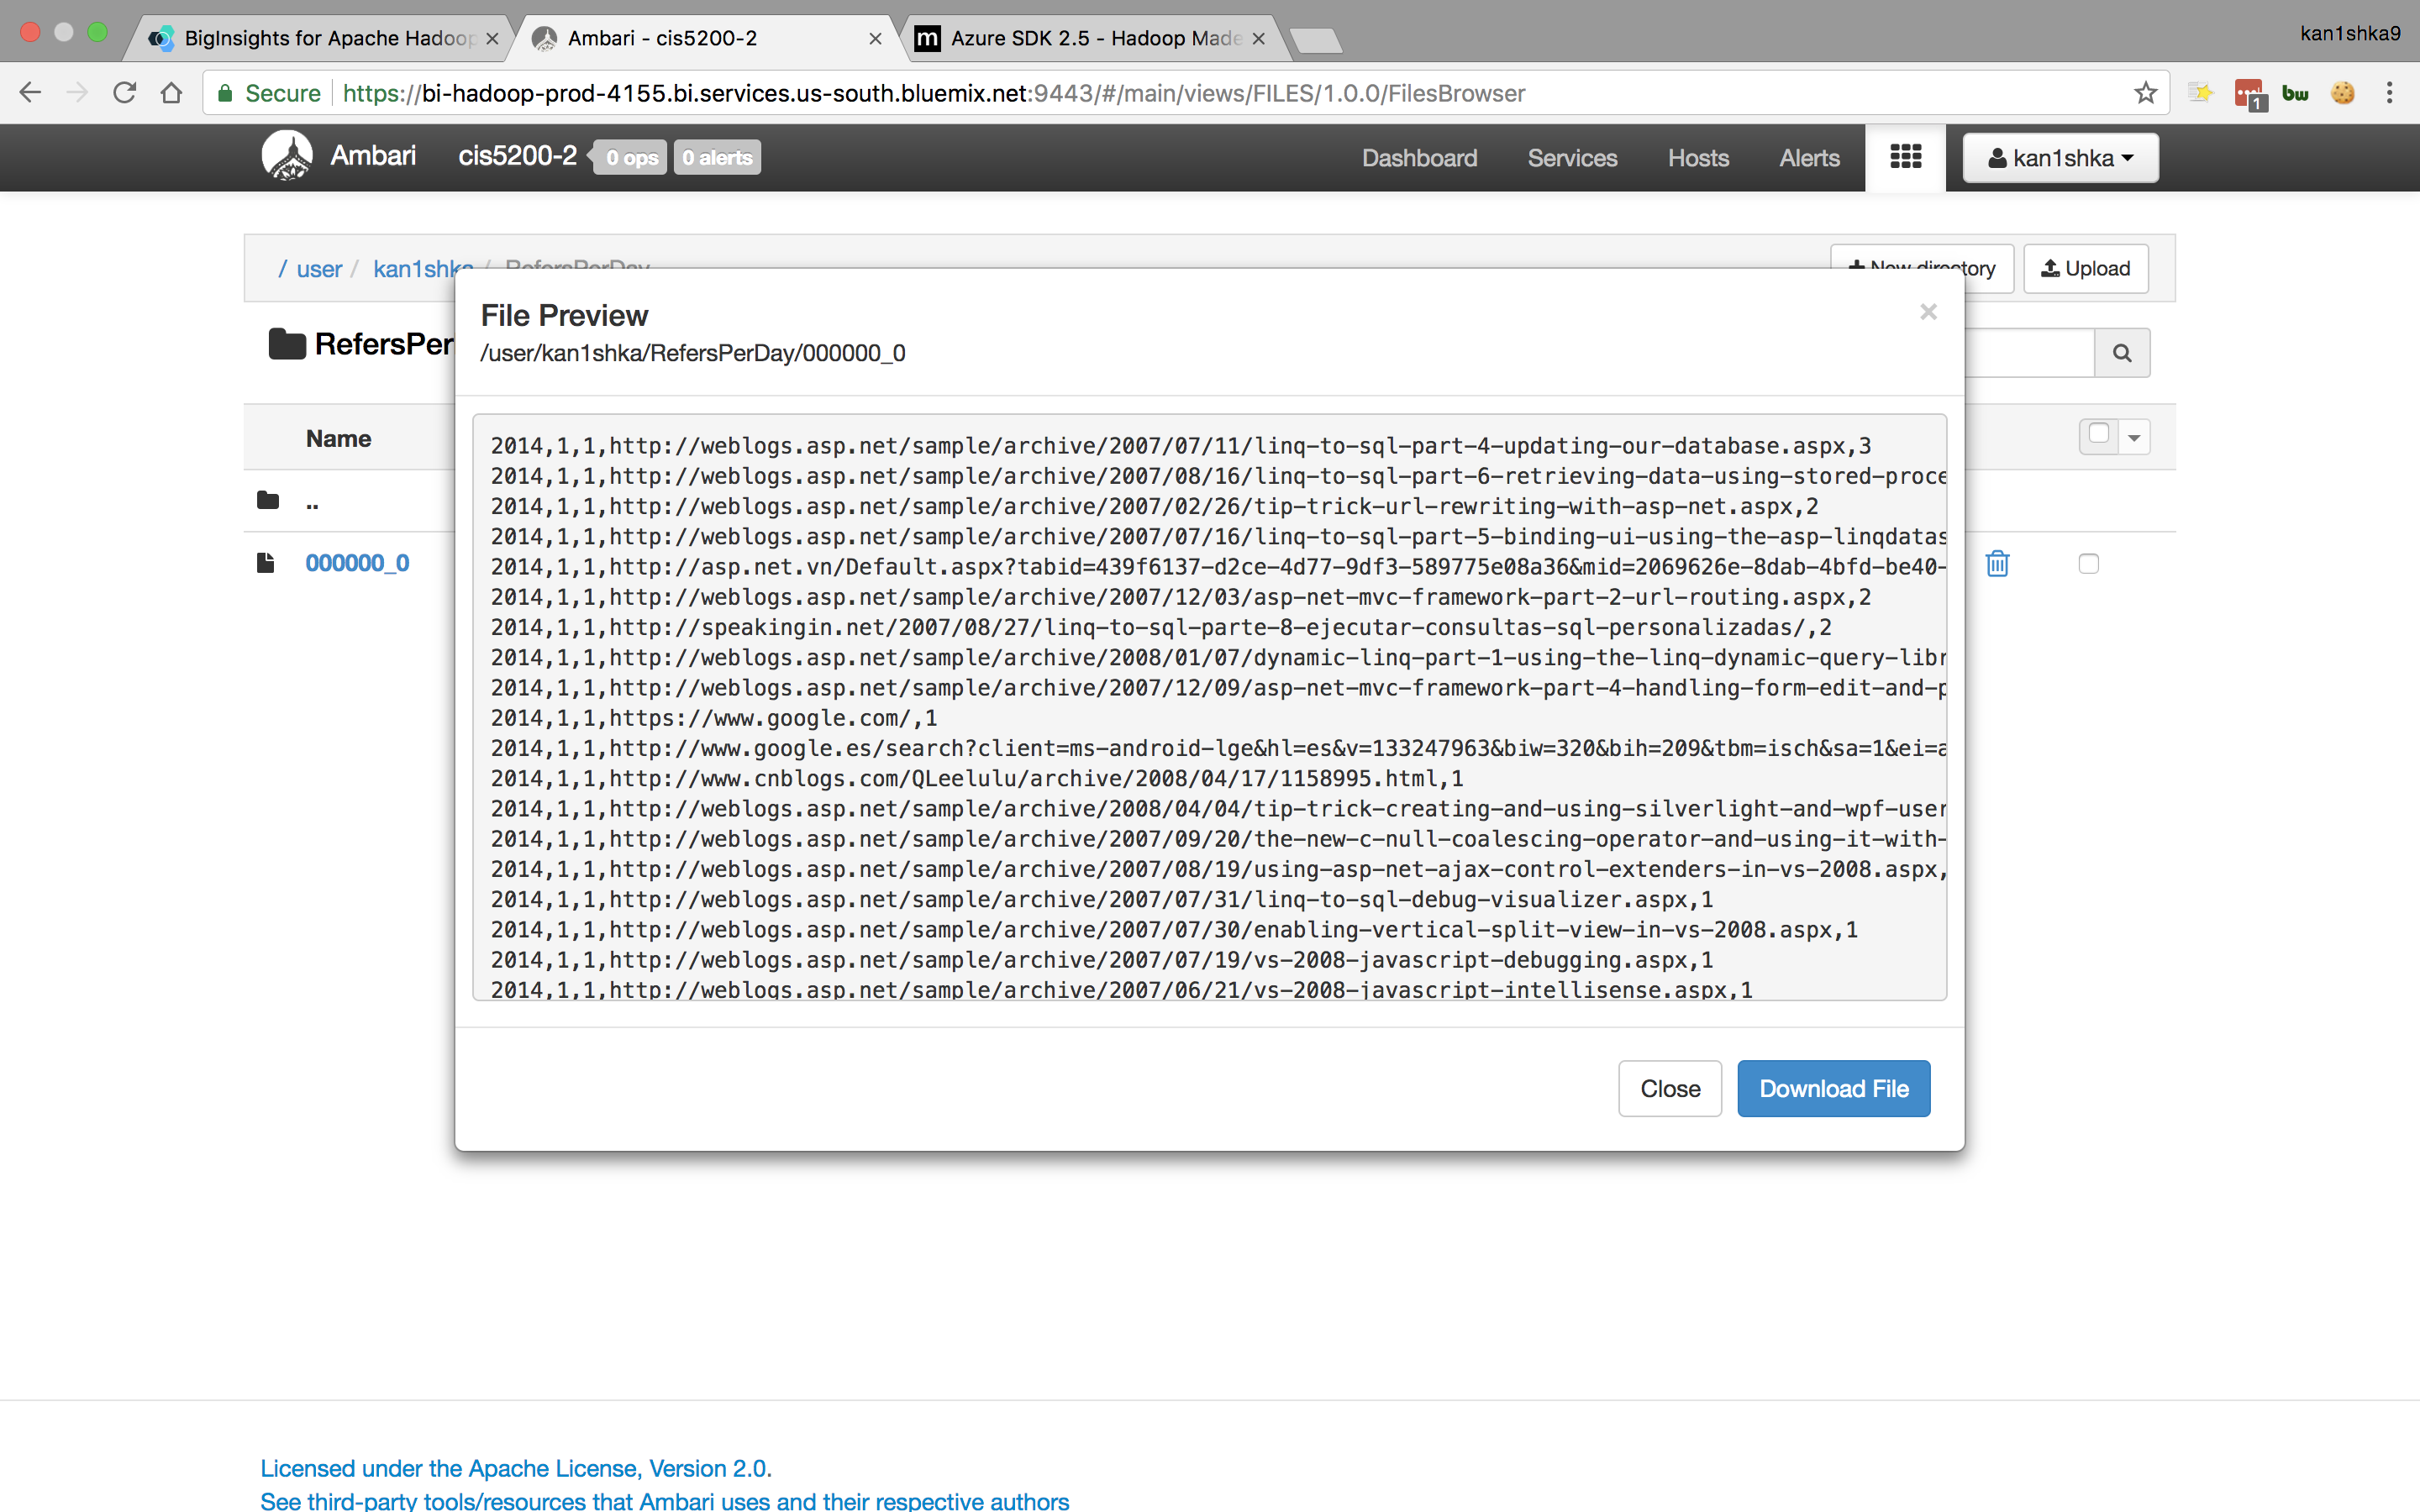 BigInsights for Apache Hadoop
Ambari - cis5200-2
Azure SDK 2.5 - Hadoop Made
kan1shka9
Secure https://bi-hadoop-prod-4155.bi.services.us-south.bluemix.net:9443/#/main/views/FILES/1.0.0/FilesBrowser
1
bw
Ambari cis5200-2 0 ops 0 alerts Dashboard Services Hosts Alerts kan1shka
/ user / kan1shka / RefersPerDay New directory Upload
RefersPer
File Preview
/user/kan1shka/RefersPerDay/000000_0
Name
..
000000_0
2014,1,1,http://weblogs.asp.net/sample/archive/2007/07/11/linq-to-sql-part-4-updating-our-database.aspx,3
2014,1,1,http://weblogs.asp.net/sample/archive/2007/08/16/linq-to-sql-part-6-retrieving-data-using-stored-proce
2014,1,1,http://weblogs.asp.net/sample/archive/2007/02/26/tip-trick-url-rewriting-with-asp-net.aspx,2
2014,1,1,http://weblogs.asp.net/sample/archive/2007/07/16/linq-to-sql-part-5-binding-ui-using-the-asp-linqdatas
2014,1,1,http://asp.net.vn/Default.aspx?tabid=439f6137-d2ce-4d77-9df3-589775e08a36&mid=2069626e-8dab-4bfd-be40-
2014,1,1,http://weblogs.asp.net/sample/archive/2007/12/03/asp-net-mvc-framework-part-2-url-routing.aspx,2
2014,1,1,http://speakingin.net/2007/08/27/linq-to-sql-parte-8-ejecutar-consultas-sql-personalizadas/,2
2014,1,1,http://weblogs.asp.net/sample/archive/2008/01/07/dynamic-linq-part-1-using-the-linq-dynamic-query-libr
2014,1,1,http://weblogs.asp.net/sample/archive/2007/12/09/asp-net-mvc-framework-part-4-handling-form-edit-and-p
2014,1,1,https://www.google.com/,1
2014,1,1,http://www.google.es/search?client=ms-android-lge&hl=es&v=133247963&biw=320&bih=209&tbm=isch&sa=1&ei=a
2014,1,1,http://www.cnblogs.com/QLeelulu/archive/2008/04/17/1158995.html,1
2014,1,1,http://weblogs.asp.net/sample/archive/2008/04/04/tip-trick-creating-and-using-silverlight-and-wpf-user
2014,1,1,http://weblogs.asp.net/sample/archive/2007/09/20/the-new-c-null-coalescing-operator-and-using-it-with-
2014,1,1,http://weblogs.asp.net/sample/archive/2007/08/19/using-asp-net-ajax-control-extenders-in-vs-2008.aspx,
2014,1,1,http://weblogs.asp.net/sample/archive/2007/07/31/linq-to-sql-debug-visualizer.aspx,1
2014,1,1,http://weblogs.asp.net/sample/archive/2007/07/30/enabling-vertical-split-view-in-vs-2008.aspx,1
2014,1,1,http://weblogs.asp.net/sample/archive/2007/07/19/vs-2008-javascript-debugging.aspx,1
2014,1,1,http://weblogs.asp.net/sample/archive/2007/06/21/vs-2008-javascript-intellisense.aspx,1
Close Download File
Licensed under the Apache License, Version 2.0.
See third-party tools/resources that Ambari uses and their respective authors